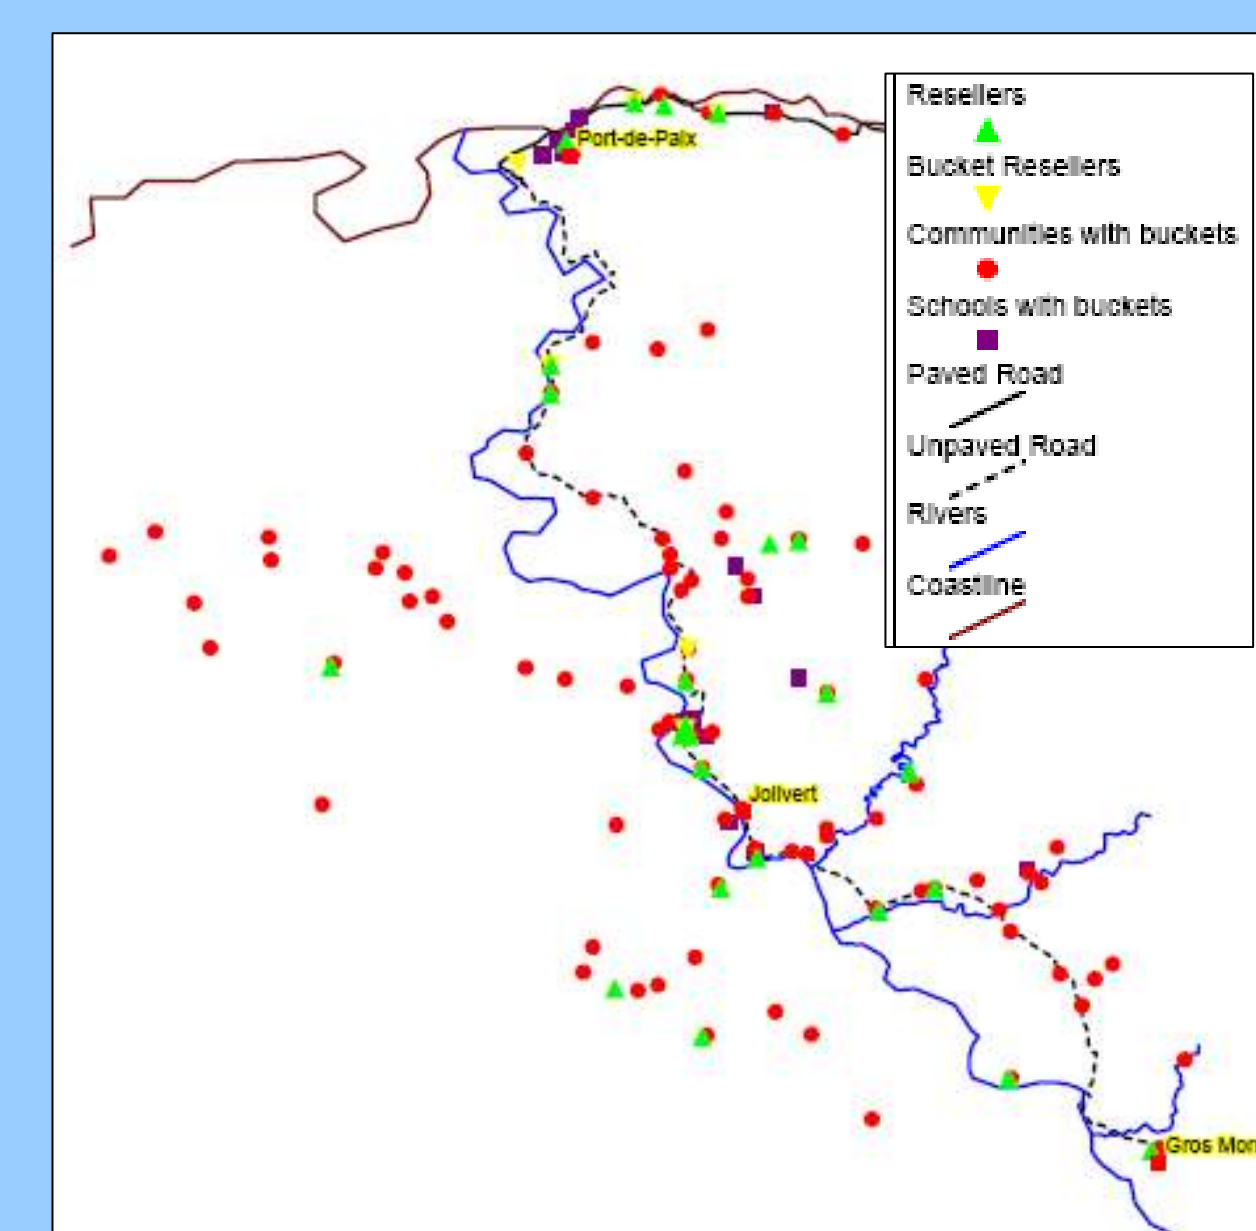 Port-de-Paix
Resellers
Bucket Resellers
Communities with buckets
Schools with buckets
Paved Road
Unpaved Road
Rivers
Coastline
Jolivert
Gros Mor